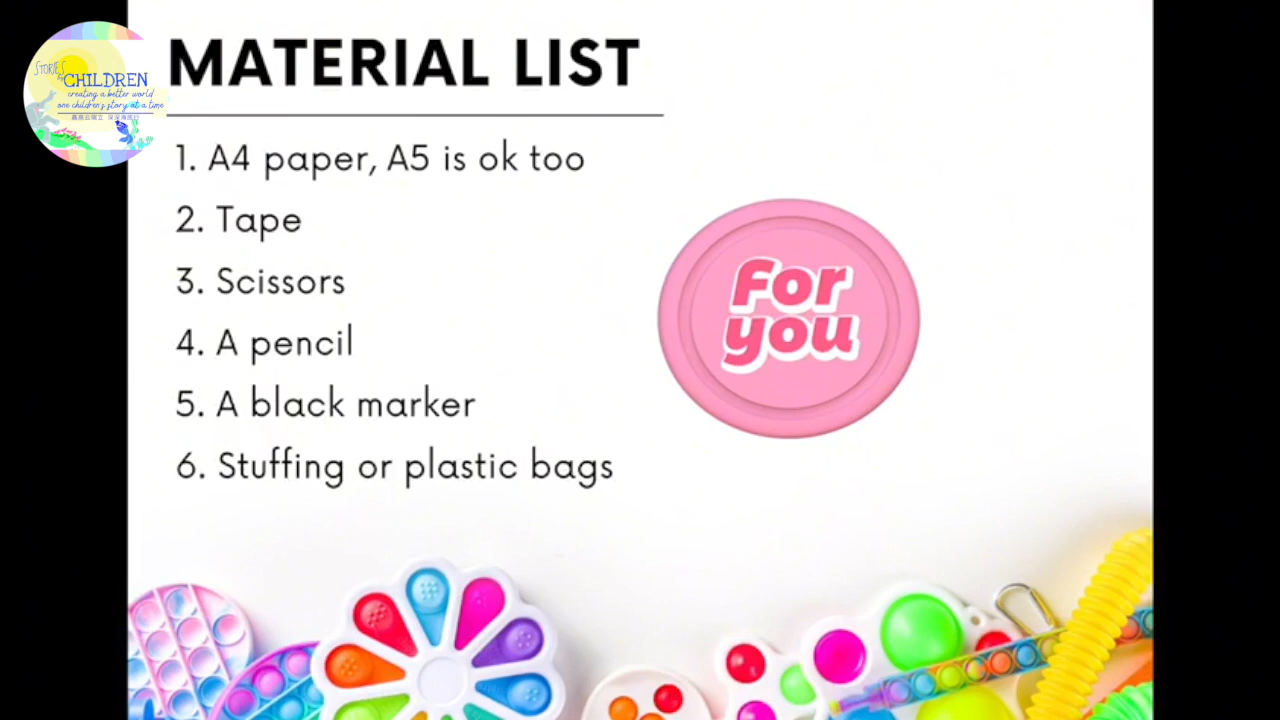 MATERIAL LIST
STORIES
by CHILDREN
creating a better world
one children's story at a time
1. A4 paper, A5 is ok too
2. Tape
3. Scissors
4. A pencil
5. A black marker
6. Stuffing or plastic bags
For
you